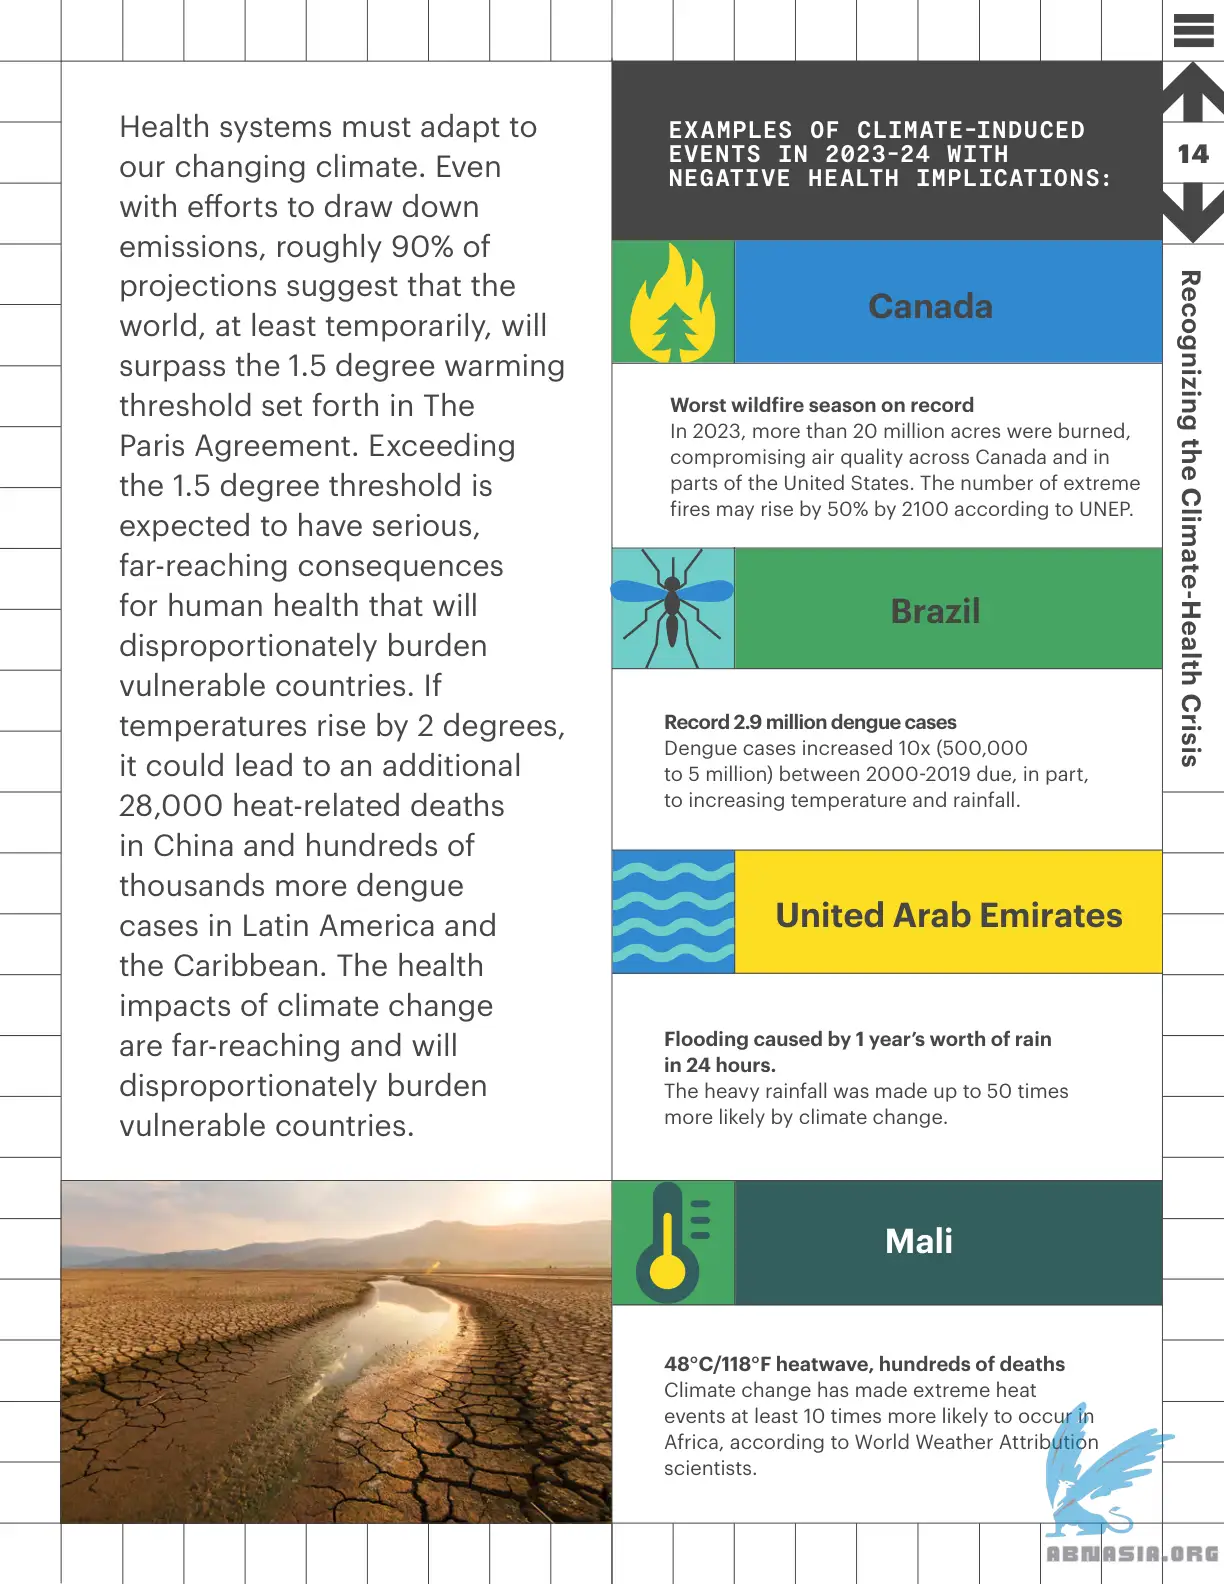 Health systems must adapt to
our changing climate. Even
with efforts to draw down
emissions, roughly 90% of
projections suggest that the
world, at least temporarily, will
surpass the 1.5 degree warming
threshold set forth in The
Paris Agreement. Exceeding
the 1.5 degree threshold is
expected to have serious,
far-reaching consequences
for human health that will
disproportionately burden
vulnerable countries. If
temperatures rise by 2 degrees,
it could lead to an additional
28,000 heat-related deaths
in China and hundreds of
thousands more dengue
cases in Latin America and
the Caribbean. The health
impacts of climate change
are far-reaching and will
disproportionately burden
vulnerable countries.
EXAMPLES OF CLIMATE-INDUCED
EVENTS IN 2023-24 WITH
NEGATIVE HEALTH IMPLICATIONS:
Canada
Worst wildfire season on record
In 2023, more than 20 million acres were burned,
compromising air quality across Canada and in
parts of the United States. The number of extreme
fires may rise by 50% by 2100 according to UNEP.
Brazil
Record 2.9 million dengue cases
Dengue cases increased 10x (500,000
to 5 million) between 2000-2019 due, in part,
to increasing temperature and rainfall.
United Arab Emirates
Flooding caused by 1 year’s worth of rain
in 24 hours.
The heavy rainfall was made up to 50 times
more likely by climate change.
Mali
48°C/118°F heatwave, hundreds of deaths
Climate change has made extreme heat
events at least 10 times more likely to occur in
Africa, according to World Weather Attribution
scientists.
14
Recognizing the Climate-Health Crisis
ABNASIA.ORG